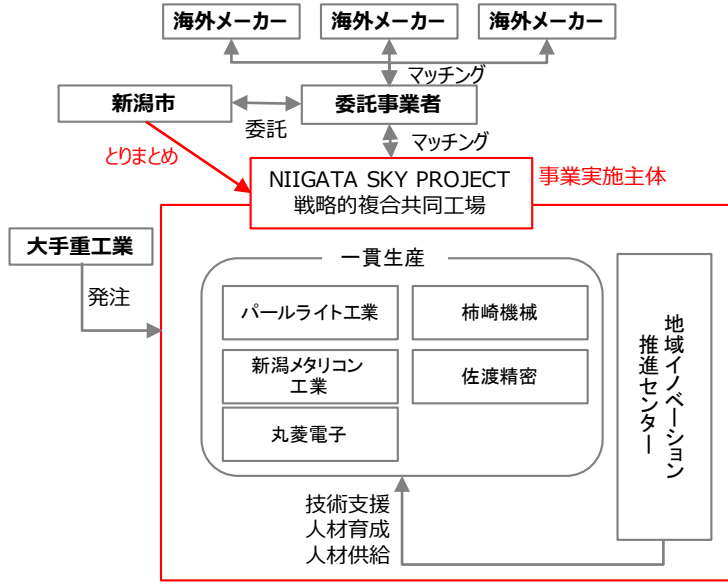 海外メーカー
海外メーカー
海外メーカー
マッチング
新潟市
委託事業者
委託
マッチング
とりまとめ
NIIGATA SKY PROJECT
戦略的複合共同工場
事業実施主体
大手重工業
発注
一貫生産
パールライト工業
柿崎機械
新潟メタリコン
工業
佐渡精密
丸菱電子
地域イノベーション
推進センター
技術支援
人材育成
人材供給